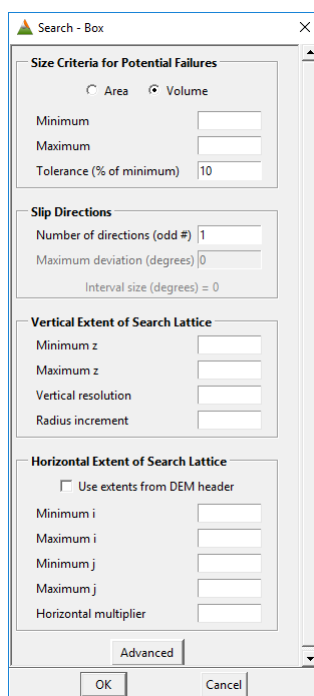 Search - Box
Size Criteria for Potential Failures
Area Volume
Minimum
Maximum
Tolerance (% of minimum) 10
Slip Directions
Number of directions (odd #) 1
Maximum deviation (degrees) 0
Interval size (degrees) = 0
Vertical Extent of Search Lattice
Minimum z
Maximum z
Vertical resolution
Radius increment
Horizontal Extent of Search Lattice
Use extents from DEM header
Minimum i
Maximum i
Minimum j
Maximum j
Horizontal multiplier
Advanced
OK Cancel